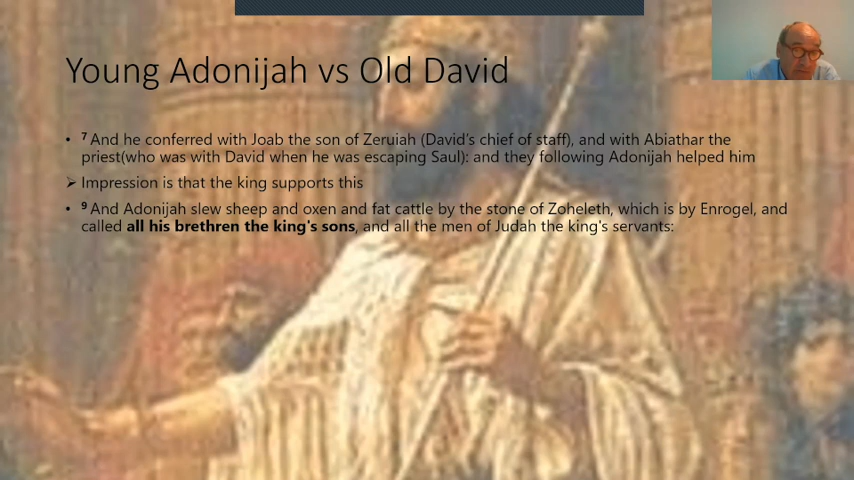 Young Adonijah vs Old David
• ⁷ And he conferred with Joab the son of Zeruiah (David's chief of staff), and with Abiathar the
priest(who was with David when he was escaping Saul): and they following Adonijah helped him
➢ Impression is that the king supports this
• ⁹ And Adonijah slew sheep and oxen and fat cattle by the stone of Zoheleth, which is by Enrogel, and
called all his brethren the king's sons, and all the men of Judah the king's servants: